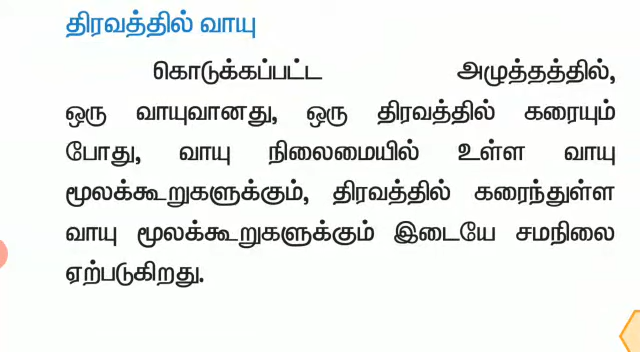 திரவத்தில் வாயு
கொடுக்கப்பட்ட அழுத்தத்தில்,
ஒரு வாயுவானது, ஒரு திரவத்தில் கரையும்
போது, வாயு நிலைமையில் உள்ள வாயு
மூலக்கூறுகளுக்கும், திரவத்தில் கரைந்துள்ள
வாயு மூலக்கூறுகளுக்கும் இடையே சமநிலை
ஏற்படுகிறது.